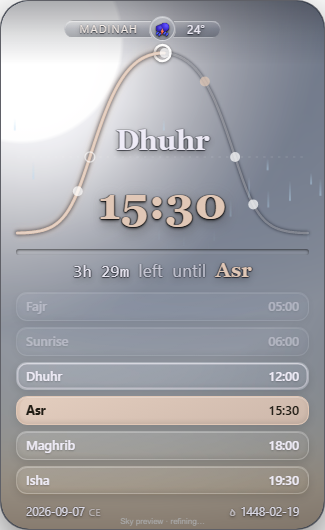 MADINAH 24°
Dhuhr
15:30
3h 29m left until Asr
Fajr 05:00
Sunrise 06:00
Dhuhr 12:00
Asr 15:30
Maghrib 18:00
Isha 19:30
2026-09-07 CE 1448-02-19
Sky preview · refining...